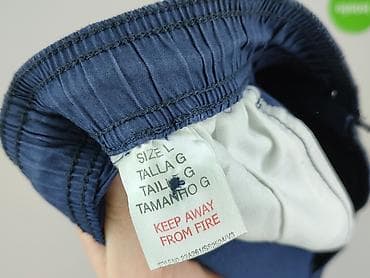 SIZE L
TALLA G
TAILLE G
TAMANHO G
KEEP AWAY
FROM FIRE